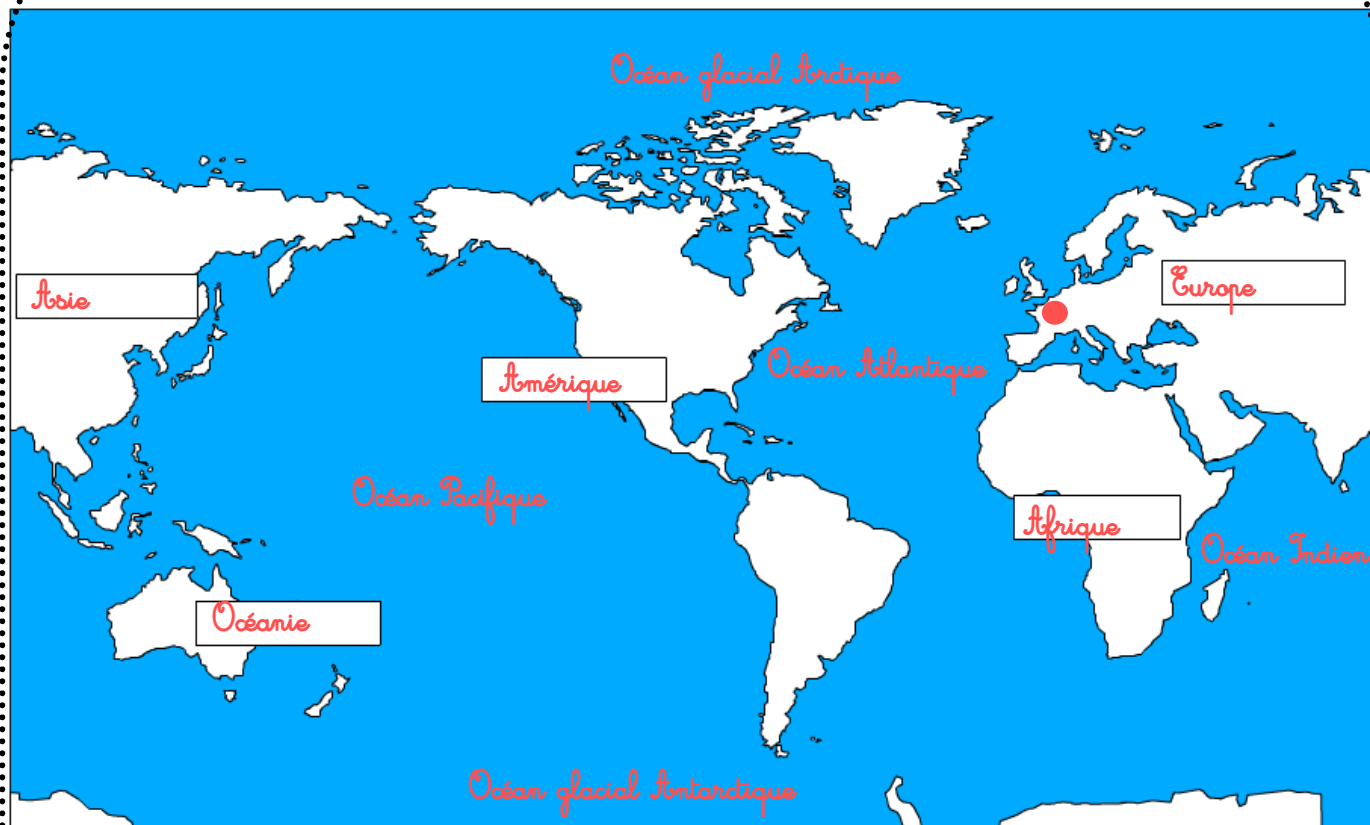 Océan glacial Arctique
Asie
Europe
Océan Atlantique
Amérique
Océan Pacifique
Afrique
Océan Indien
Océanie
Océan glacial Antarctique